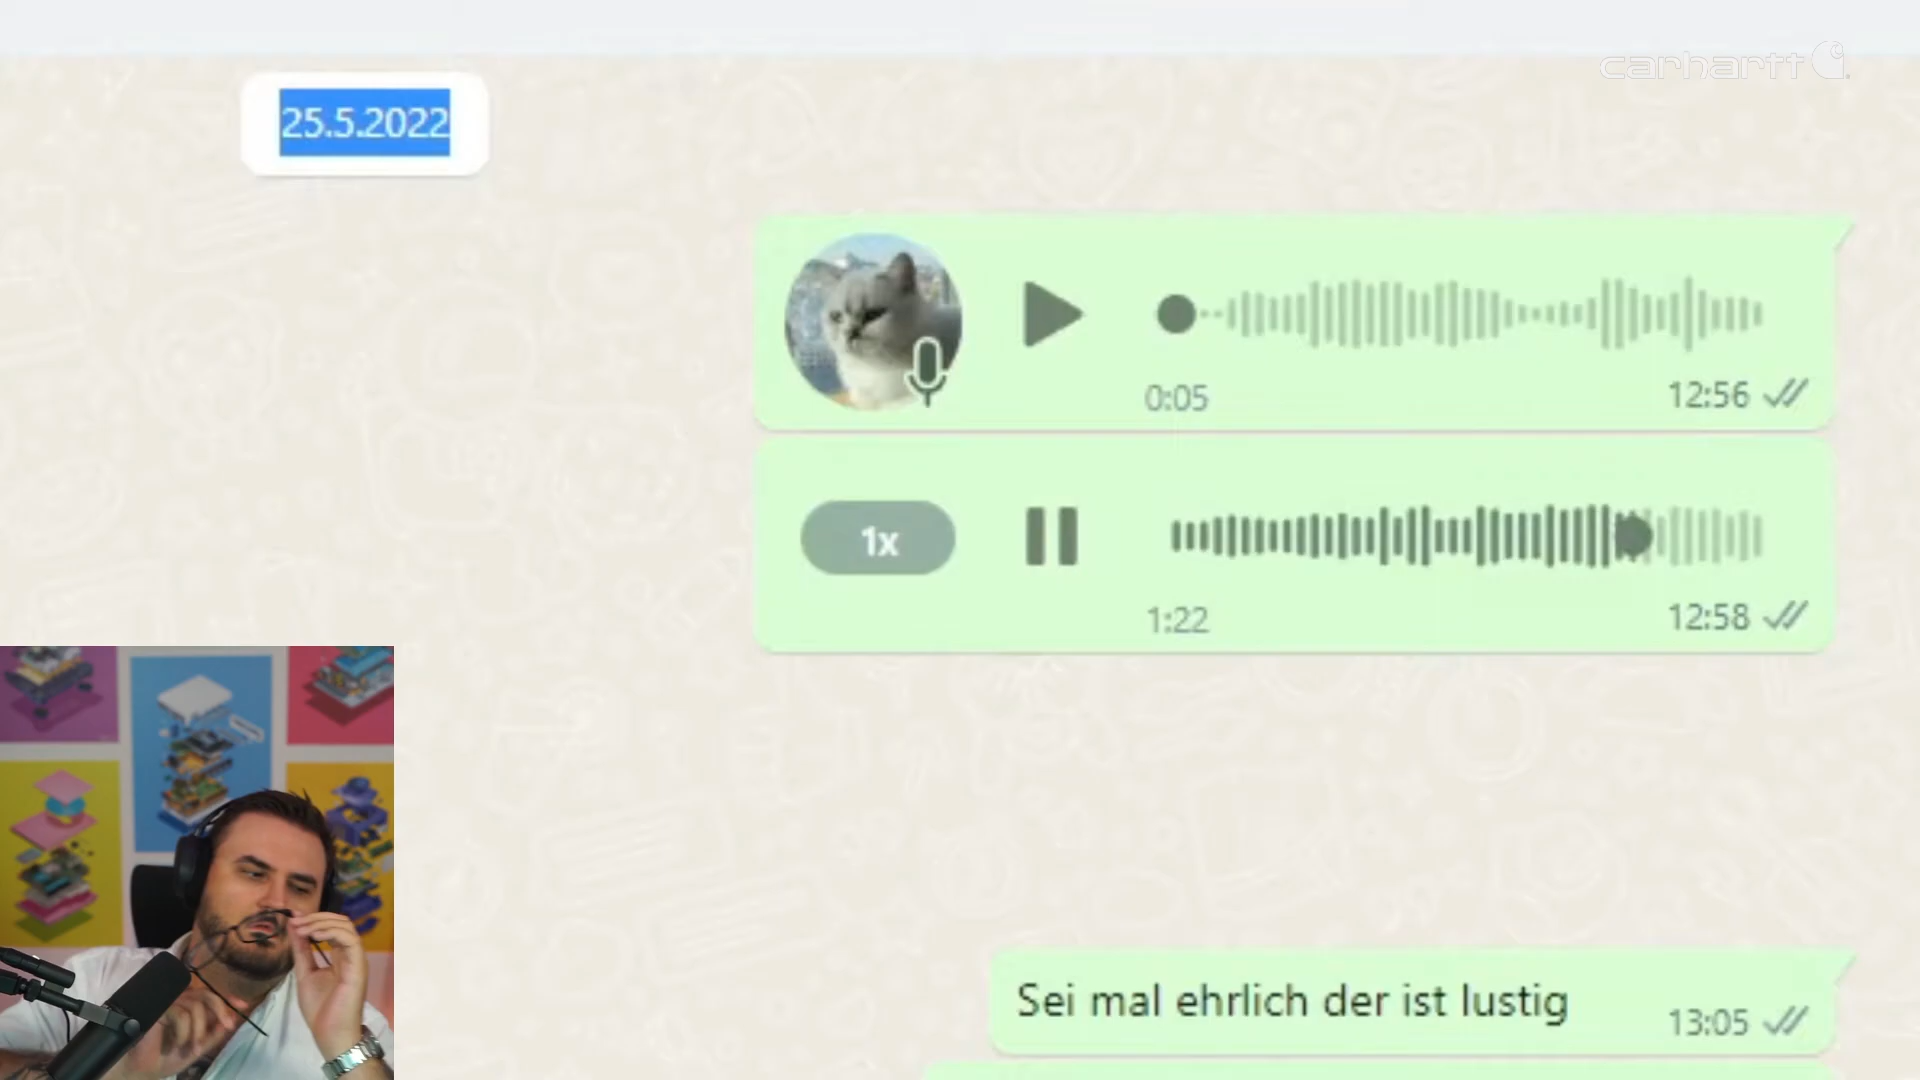 carhartt
25.5.2022
0:05
12:56
1x
1:22
12:58
Sei mal ehrlich der ist lustig
13:05